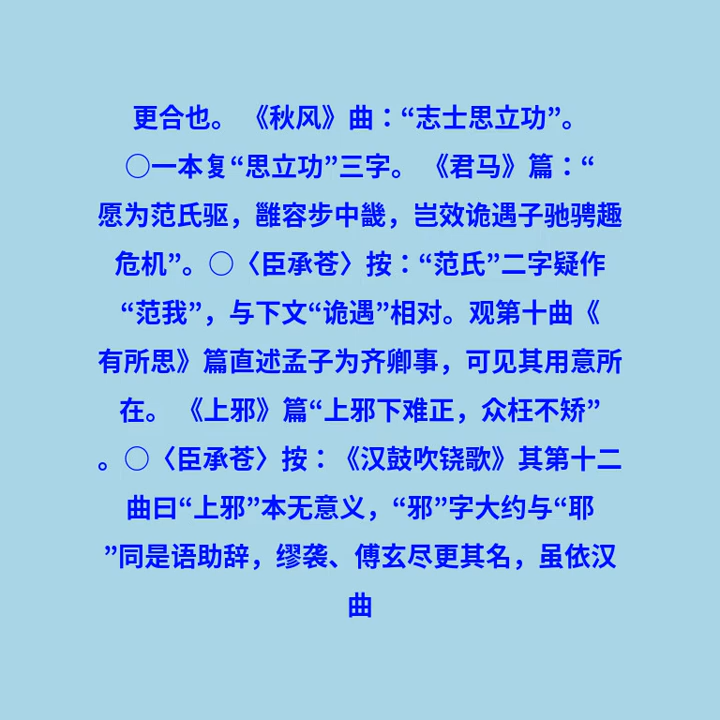 更合也。 《秋风》曲：“志士思立功”。
○一本复“思立功”三字。 《君马》篇：“
愿为范氏驱，雝容步中畿，岂效诡遇子驰骋趣
危机”。○〈臣承苍〉按：“范氏”二字疑作
“范我”，与下文“诡遇”相对。观第十曲《
有所思》篇直述孟子为齐卿事，可见其用意所
在。 《上邪》篇“上邪下难正，众枉不矫”
。○〈臣承苍〉按：《汉鼓吹铙歌》其第十二
曲曰“上邪”本无意义，“邪”字大约与“耶
”同是语助辞，缪袭、傅玄尽更其名，虽依汉
曲